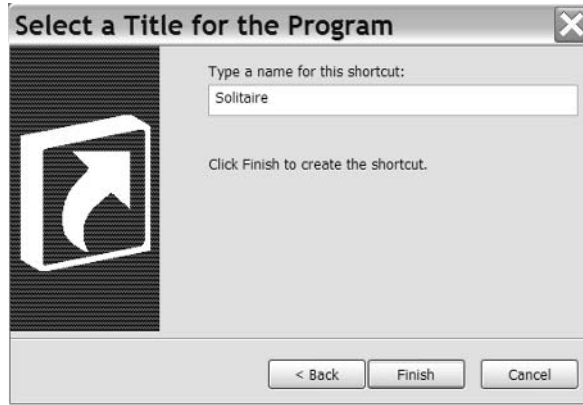 Select a Title for the Program
Type a name for this shortcut:
Solitaire
Click Finish to create the shortcut.
< Back
Finish
Cancel